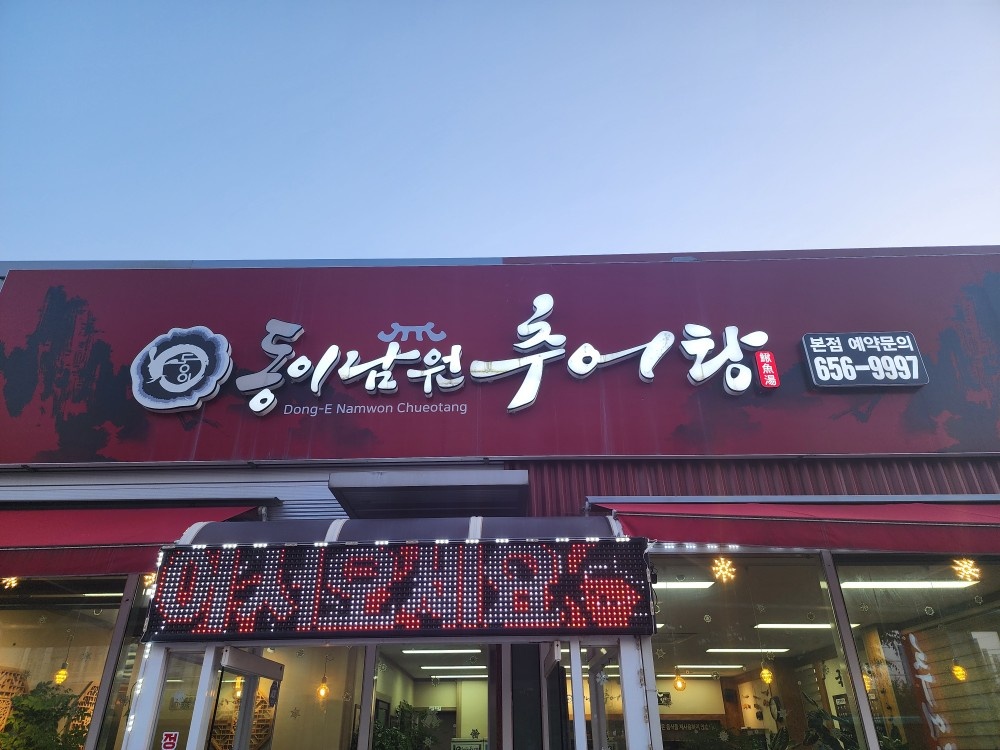 동이남원추어탕
Dong-E Namwon Chueotang
鰍魚湯
본점 예약문의
656-9997
어서오세요
정